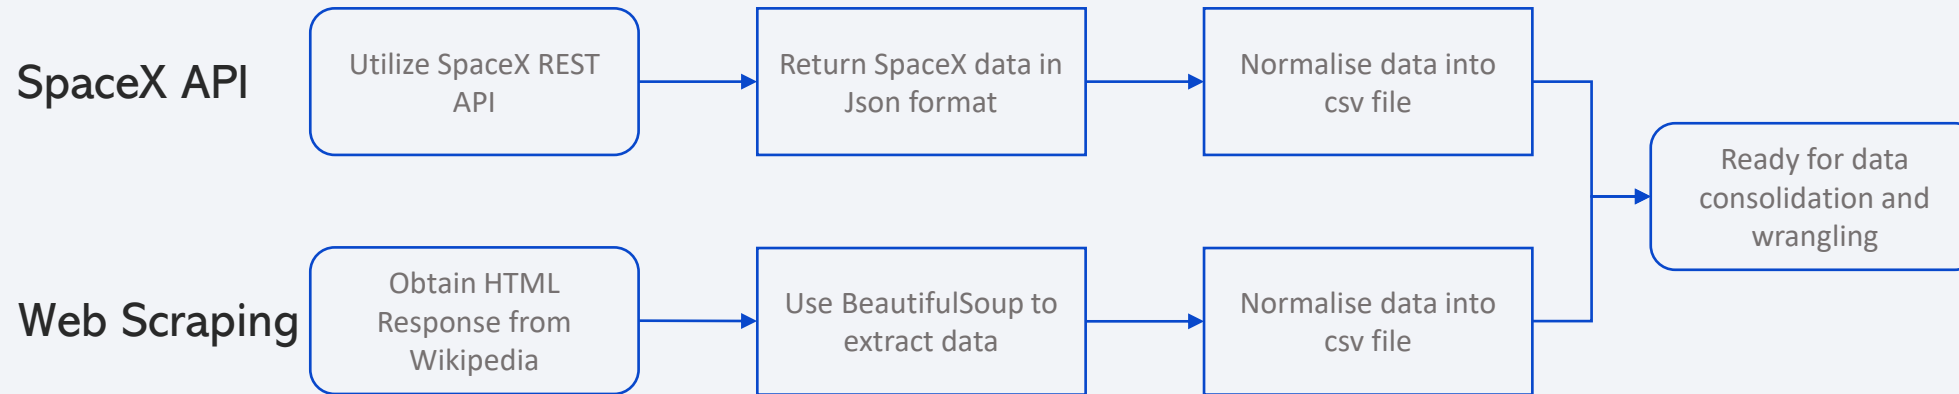 SpaceX API
Utilize SpaceX REST
API
Return SpaceX data in
Json format
Normalise data into
csv file
Ready for data
consolidation and
wrangling
Web Scraping
Obtain HTML
Response from
Wikipedia
Use BeautifulSoup to
extract data
Normalise data into
csv file